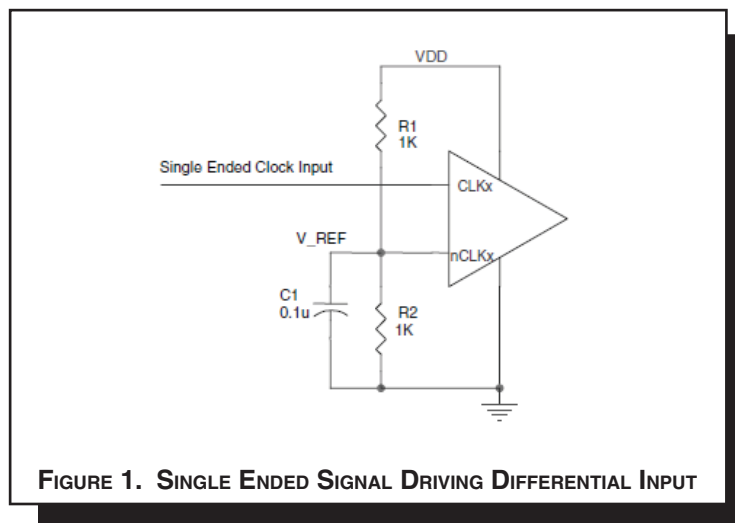 VDD
R1
1K
Single Ended Clock Input
CLKx
V_REF
nCLKx
C1
0.1u
R2
1K
FIGURE 1. SINGLE ENDED SIGNAL DRIVING DIFFERENTIAL INPUT